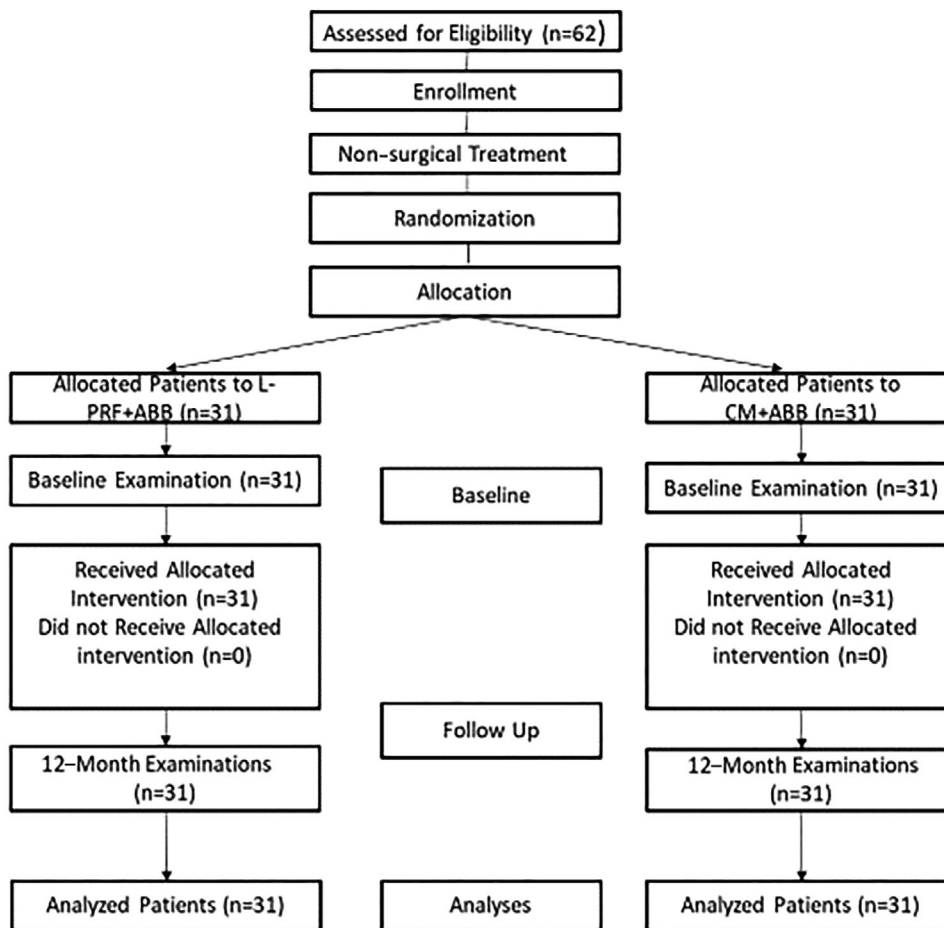 Assessed for Eligibility (n=62)
Enrollment
Non-surgical Treatment
Randomization
Allocation
Allocated Patients to L-
PRF+ABB (n=31)
Allocated Patients to
CM+ABB (n=31)
Baseline Examination (n=31)
Baseline
Baseline Examination (n=31)
Received Allocated
Intervention (n=31)
Did not Receive Allocated
intervention (n=0)
Received Allocated
Intervention (n=31)
Did not Receive Allocated
intervention (n=0)
Follow Up
12-Month Examinations
(n=31)
12-Month Examinations
(n=31)
Analyzed Patients (n=31)
Analyses
Analyzed Patients (n=31)